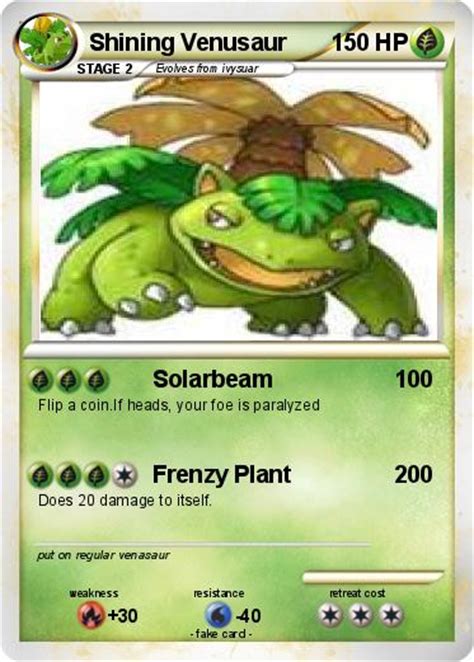 Shining Venusaur 150 HP
STAGE 2 Evolves from ivysuar
Solarbeam 100
Flip a coin.If heads, your foe is paralyzed
Frenzy Plant 200
Does 20 damage to itself.
put on regular venasaur
weakness resistance retreat cost
+30 -40
- fake card -